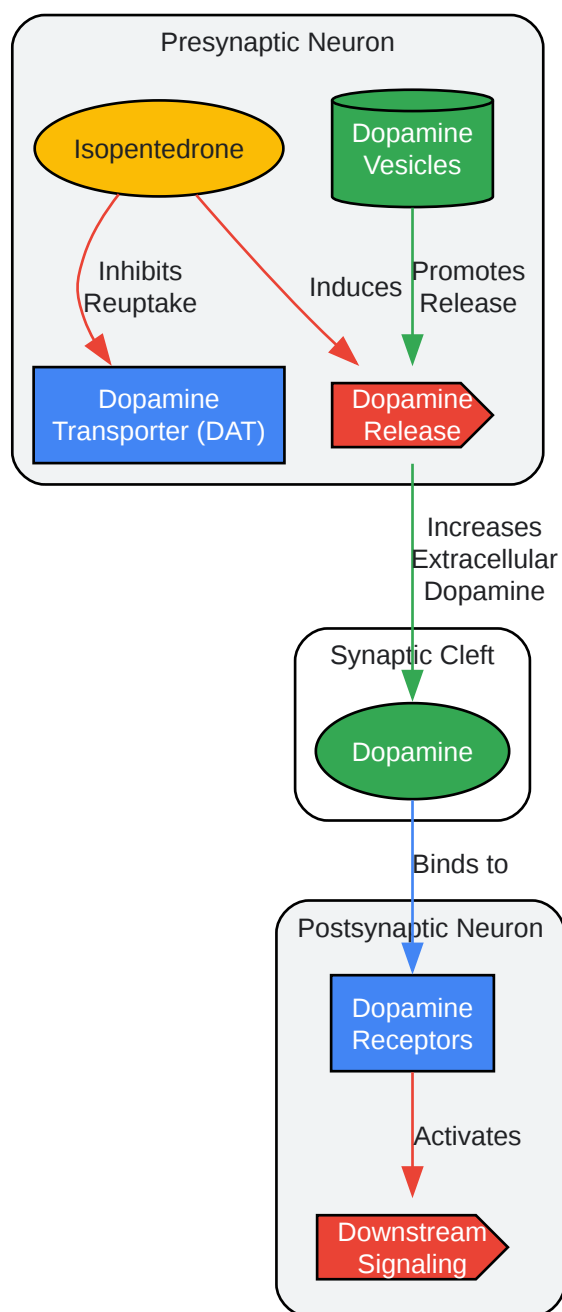 Presynaptic Neuron
Isopentedrone
Dopamine
Vesicles
Inhibits
Reuptake
Induces
Promotes
Release
Dopamine
Transporter (DAT)
Dopamine
Release
Increases
Extracellular
Dopamine
Synaptic Cleft
Dopamine
Binds to
Postsynaptic Neuron
Dopamine
Receptors
Activates
Downstream
Signaling